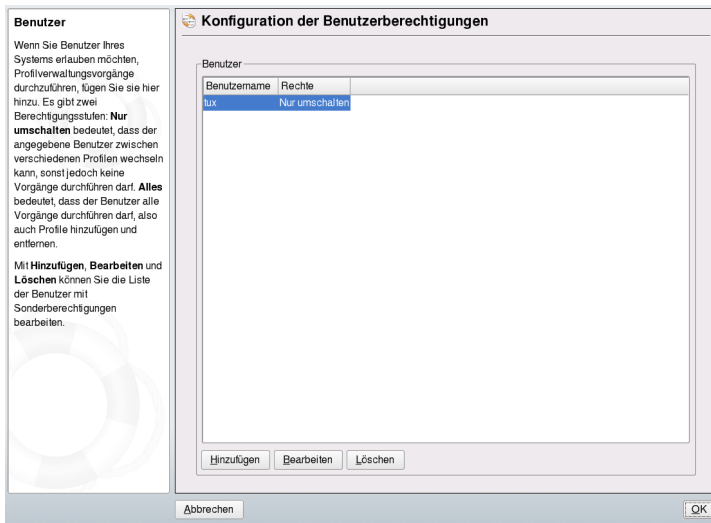 Benutzer
Wenn Sie Benutzer Ihres
Systems erlauben möchten,
Profilverwaltungsvorgänge
durchzuführen, fügen Sie sie hier
hinzu. Es gibt zwei
Berechtigungsstufen: Nur
umschalten bedeutet, dass der
angegebene Benutzer zwischen
verschiedenen Profilen wechseln
kann, sonst jedoch keine
Vorgänge durchführen darf. Alles
bedeutet, dass der Benutzer alle
Vorgänge durchführen darf, also
auch Profile hinzufügen und
entfernen.
Mit Hinzufügen, Bearbeiten und
Löschen können Sie die Liste
der Benutzer mit
Sonderberechtigungen
bearbeiten.
Konfiguration der Benutzerberechtigungen
Benutzer
Benutzername Rechte
tux Nur umschalten
Hinzufügen Bearbeiten Löschen
Abbrechen OK